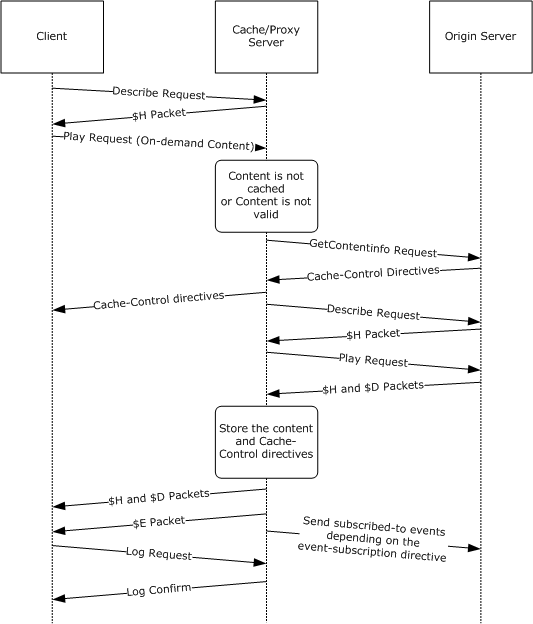 Client
Cache/Proxy
Server
Origin Server
Describe Request
$H Packet
Play Request (On-demand Content)
Content is not
cached
or Content is not
valid
GetContentinfo Request
Cache-Control Directives
Cache-Control directives
Describe Request
$H Packet
Play Request
$H and $D Packets
Store the content
and Cache-
Control directives
$H and $D Packets
$E Packet
Send subscribed-to events
depending on the
event-subscription directive
Log Request
Log Confirm